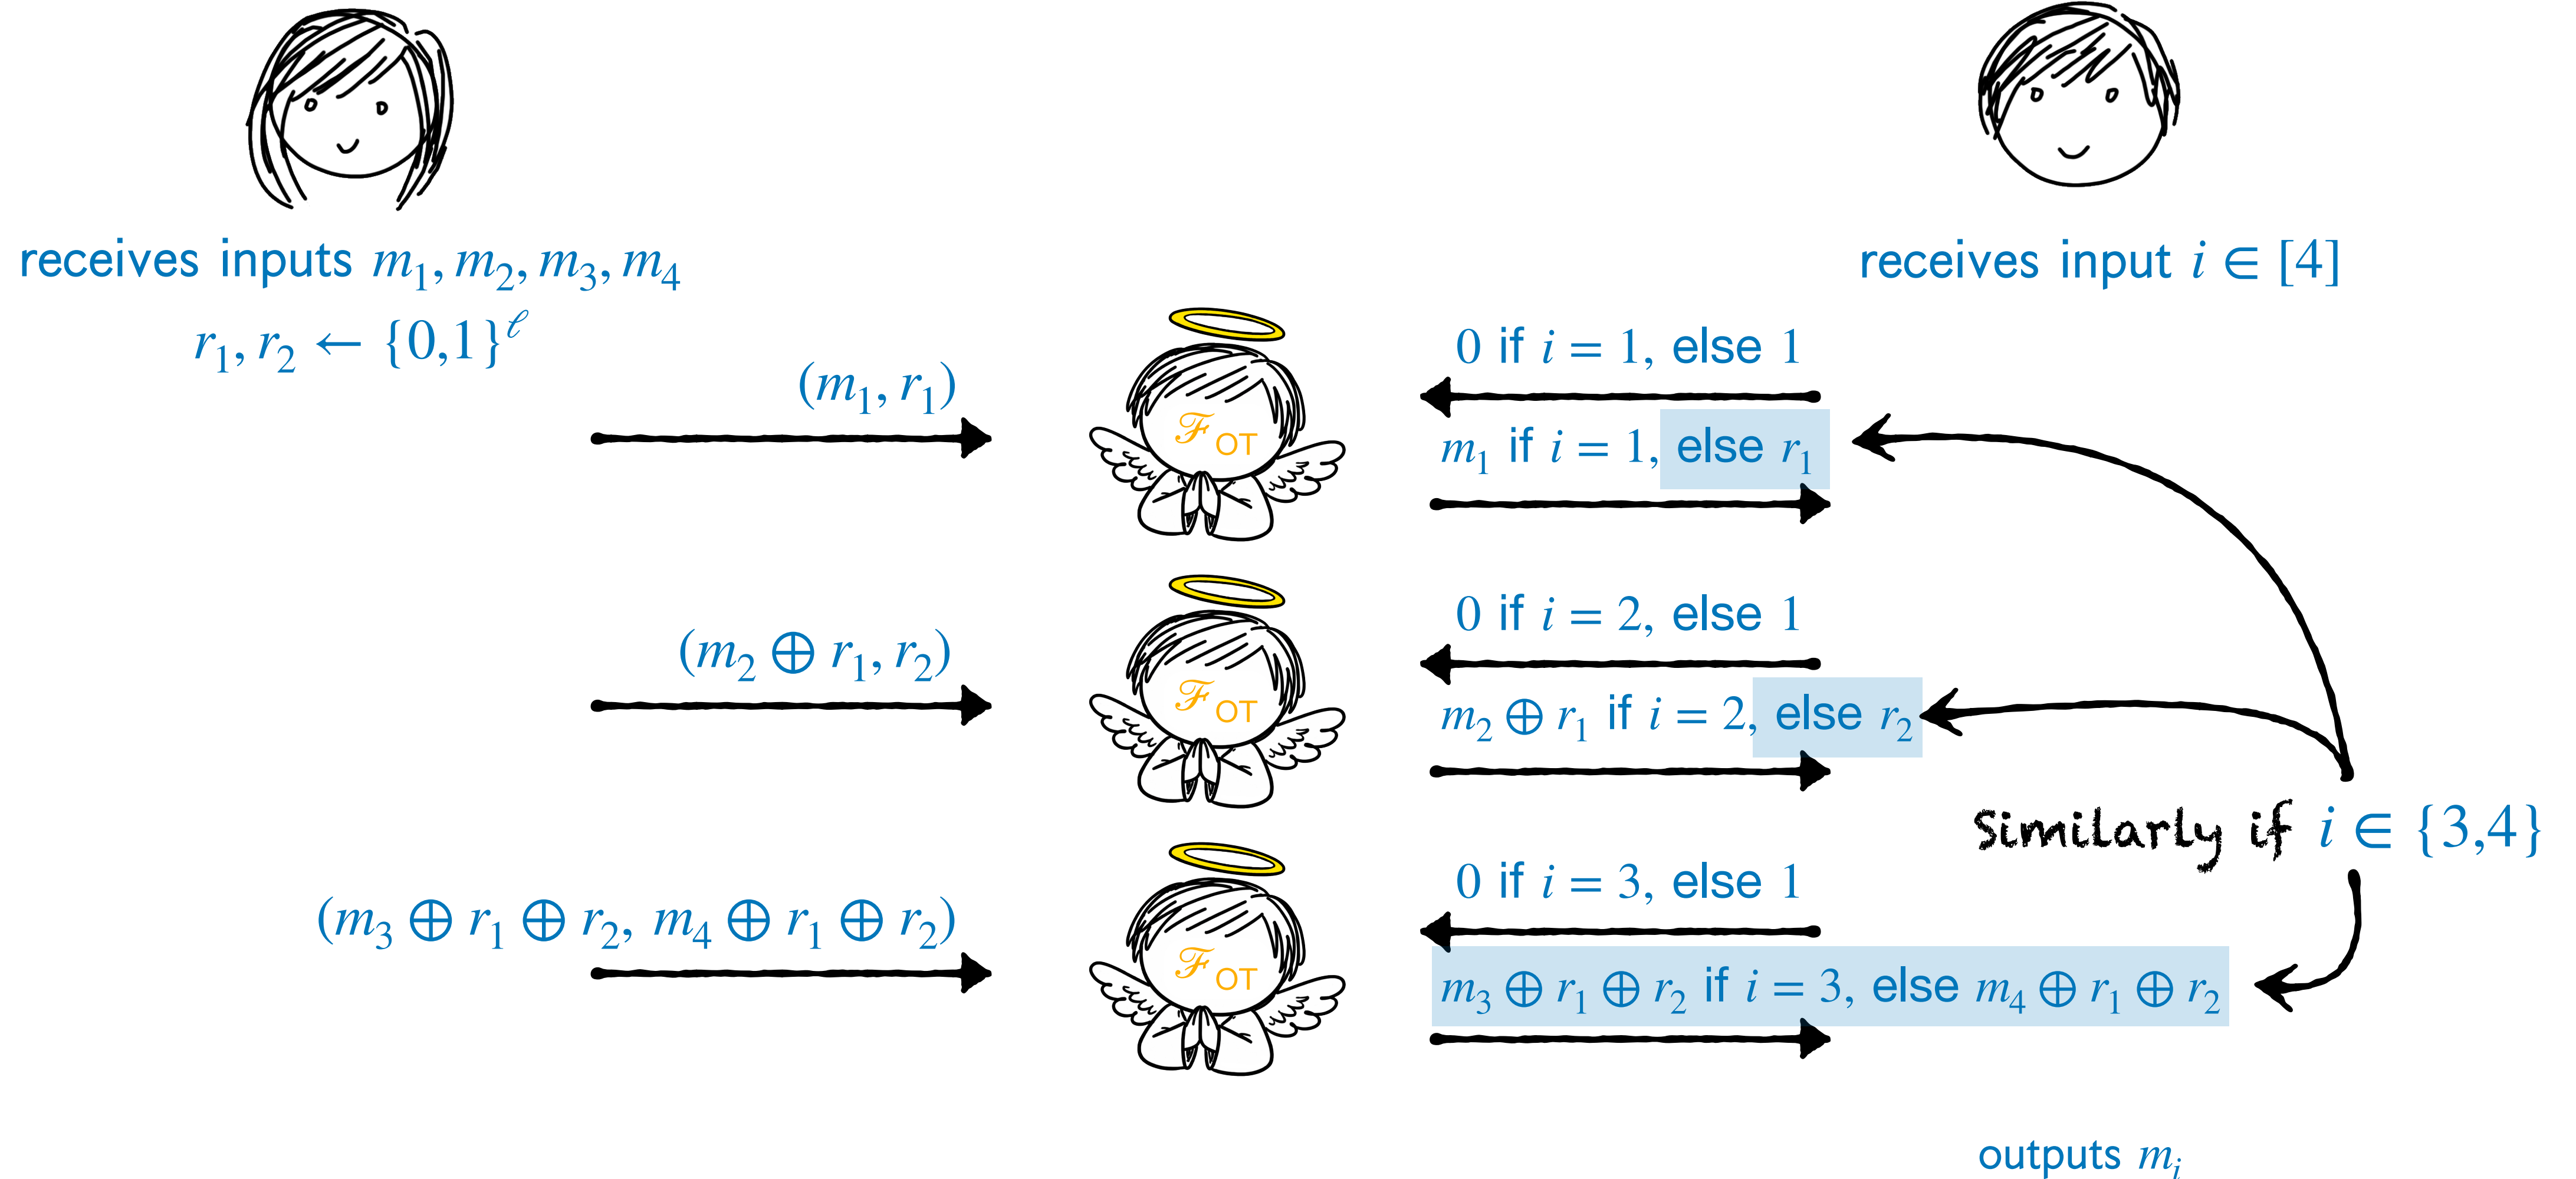 receives inputs m₁, m₂, m₃, m₄
r₁, r₂ ← {0,1}^ℓ
receives input i ∈ [4]
(m₁, r₁)
ℱ OT
0 if i = 1, else 1
m₁ if i = 1, else r₁
(m₂ ⊕ r₁, r₂)
ℱ OT
0 if i = 2, else 1
m₂ ⊕ r₁ if i = 2, else r₂
Similarly if i ∈ {3,4}
(m₃ ⊕ r₁ ⊕ r₂, m₄ ⊕ r₁ ⊕ r₂)
ℱ OT
0 if i = 3, else 1
m₃ ⊕ r₁ ⊕ r₂ if i = 3, else m₄ ⊕ r₁ ⊕ r₂
outputs mᵢ